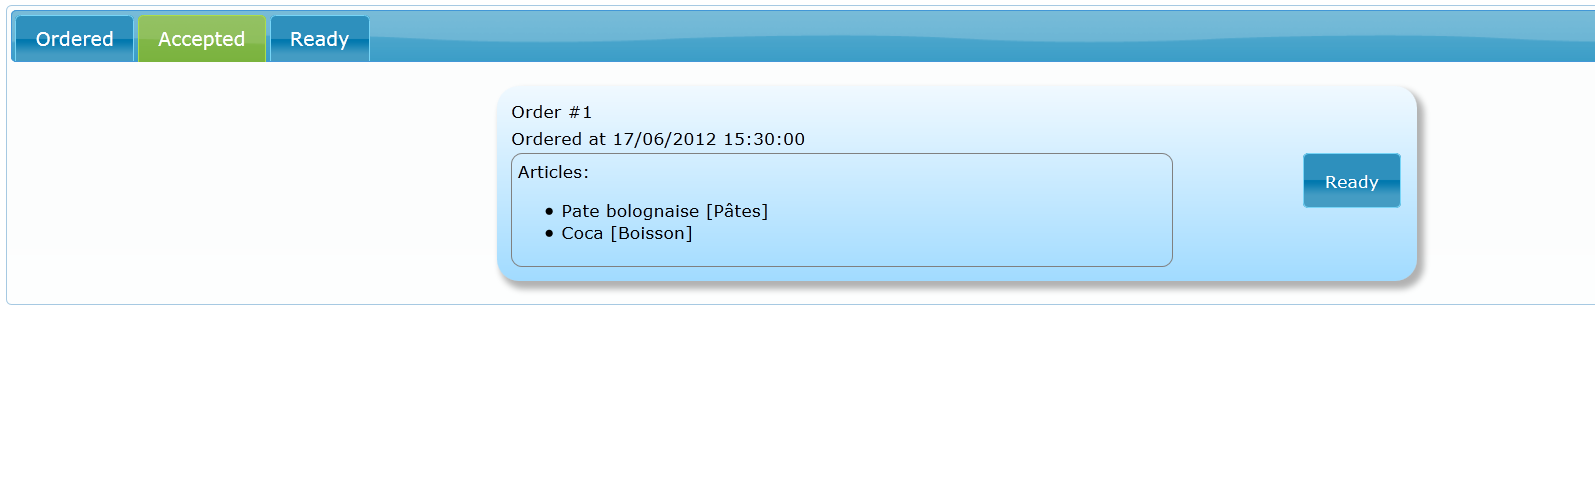 Ordered Accepted Ready
Order #1
Ordered at 17/06/2012 15:30:00
Articles:
Pate bolognaise [Pâtes]
Coca [Boisson]
Ready